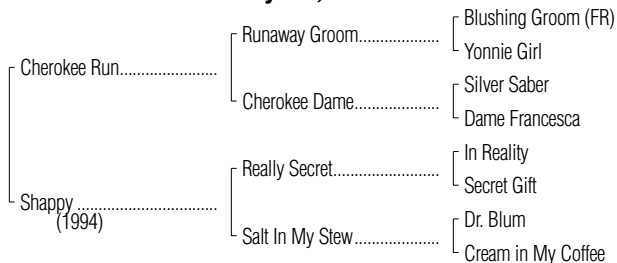 Blushing Groom (FR)
Runaway Groom.......................
Yonnie Girl
Cherokee Run............................
Silver Saber
Cherokee Dame........................
Dame Francesca
In Reality
Really Secret..............................
Secret Gift
Shappy ........................................
(1994)
Dr. Blum
Salt In My Stew........................
Cream in My Coffee